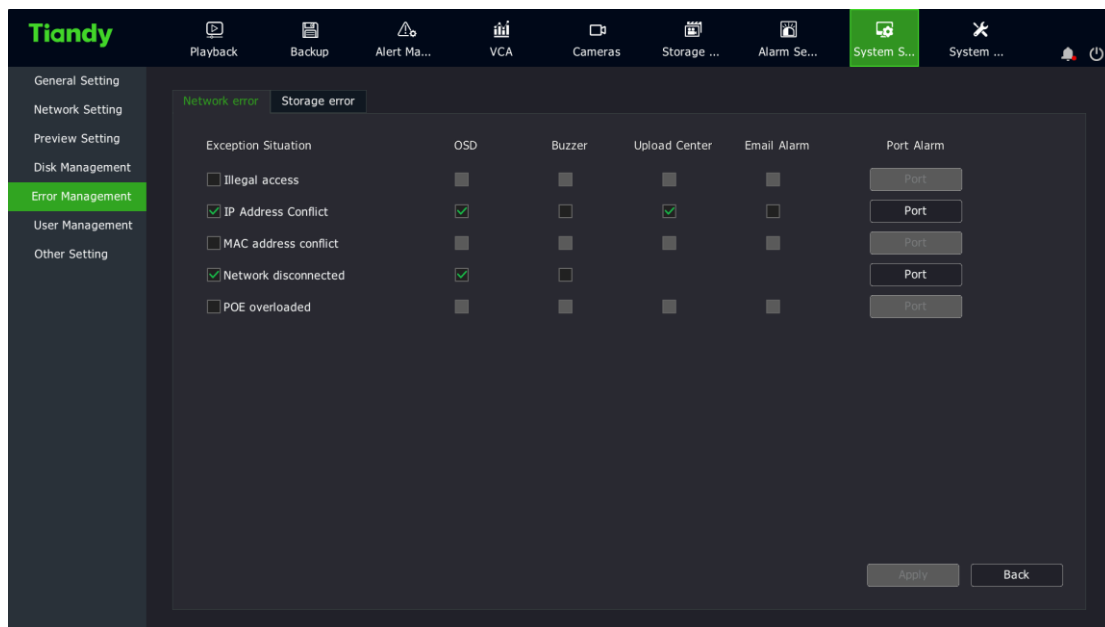 Tiandy
Playback
Backup
Alert Ma...
VCA
Cameras
Storage ...
Alarm Se...
System S...
System ...
General Setting
Network Setting
Preview Setting
Disk Management
Error Management
User Management
Other Setting
Network error
Storage error
Exception Situation OSD Buzzer Upload Center Email Alarm Port Alarm
Illegal access Port
IP Address Conflict Port
MAC address conflict Port
Network disconnected Port
POE overloaded Port
Apply Back